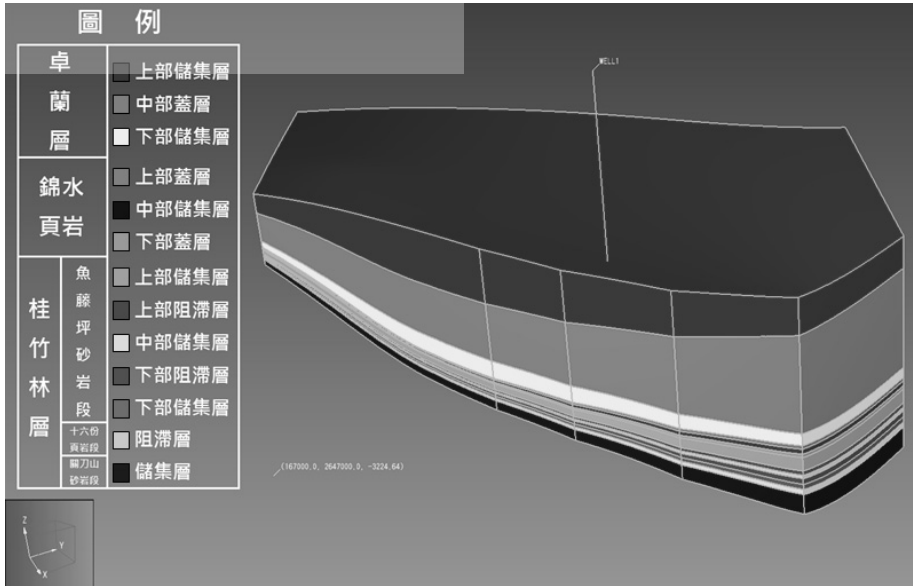 圖 例
卓蘭層
上部儲集層
中部蓋層
下部儲集層
錦水頁岩
上部蓋層
中部儲集層
下部蓋層
桂竹林層
魚藤坪砂岩段
上部儲集層
上部阻滯層
中部儲集層
下部阻滯層
下部儲集層
十六份
頁岩段
阻滯層
關刀山
砂岩段
儲集層
WELL1
(167000.0, 2647000.0, -3224.64)
Z
Y
X